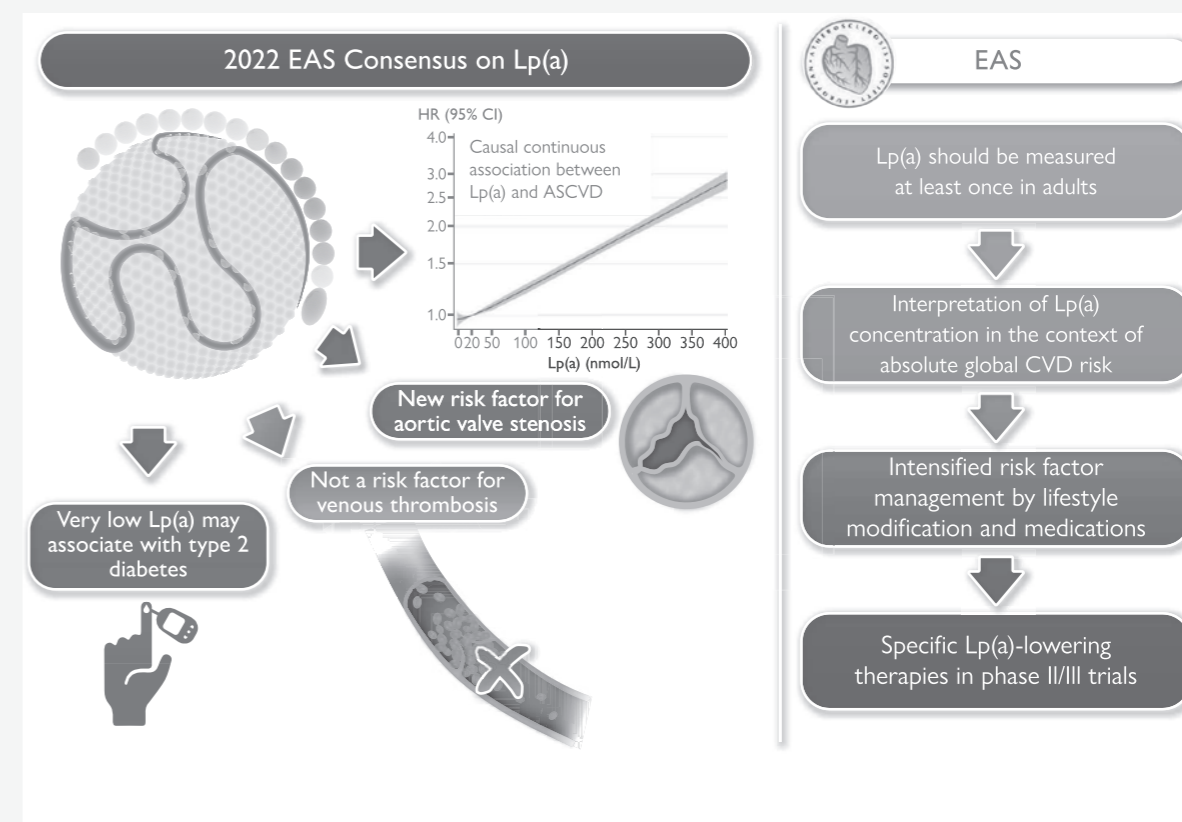 2022 EAS Consensus on Lp(a)
HR (95% CI)
4.0
3.0
2.5
2.0
1.5
1.0
Causal continuous
association between
Lp(a) and ASCVD
0 20 50 100 150 200 250 300 350 400
Lp(a) (nmol/L)
New risk factor for
aortic valve stenosis
Not a risk factor for
venous thrombosis
Very low Lp(a) may
associate with type 2
diabetes
EUROPEAN · ATHEROSCLEROSIS · SOCIETY
EAS
Lp(a) should be measured
at least once in adults
Interpretation of Lp(a)
concentration in the context of
absolute global CVD risk
Intensified risk factor
management by lifestyle
modification and medications
Specific Lp(a)-lowering
therapies in phase II/III trials